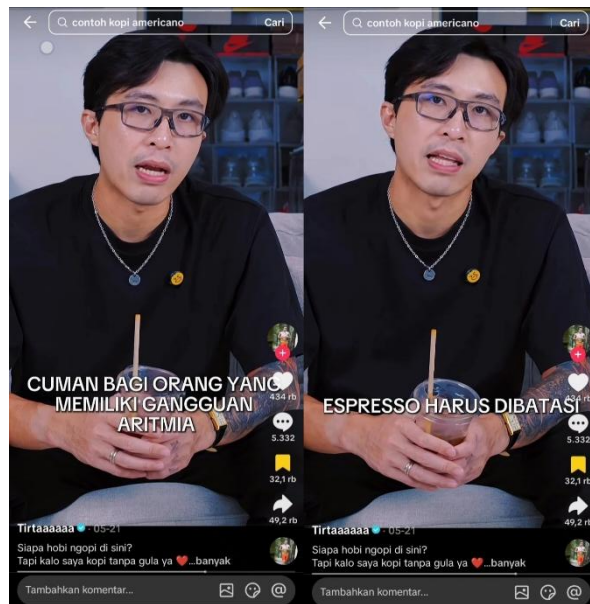 contoh kopi americano
Cari
CUMAN BAGI ORANG YANG
MEMILIKI GANGGUAN
ARITMIA
434 rb
5.332
32,1 rb
49,2 rb
Tirtaaaaaa · 05-21
Siapa hobi ngopi di sini?
Tapi kalo saya kopi tanpa gula ya ❤️...banyak
Tambahkan komentar...
contoh kopi americano
Cari
ESPRESSO HARUS DIBATASI
434 rb
5.332
32,1 rb
49,2 rb
Tirtaaaaaa · 05-21
Siapa hobi ngopi di sini?
Tapi kalo saya kopi tanpa gula ya ❤️...banyak
Tambahkan komentar...